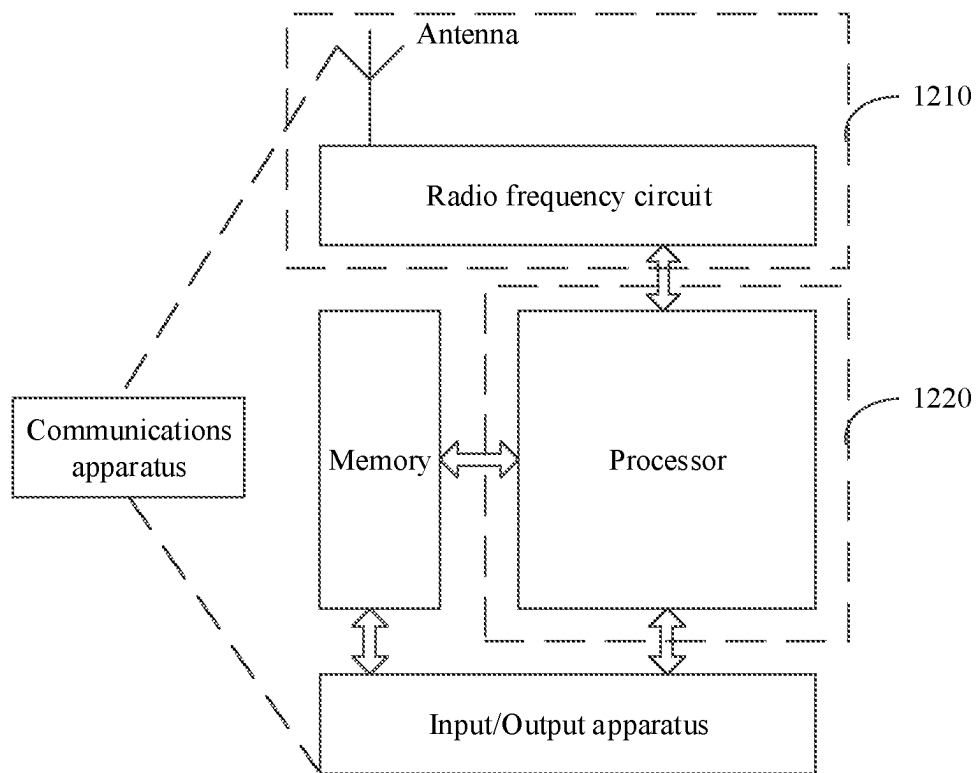 Antenna
1210
Radio frequency circuit
1220
Communications
apparatus
Memory
Processor
Input/Output apparatus